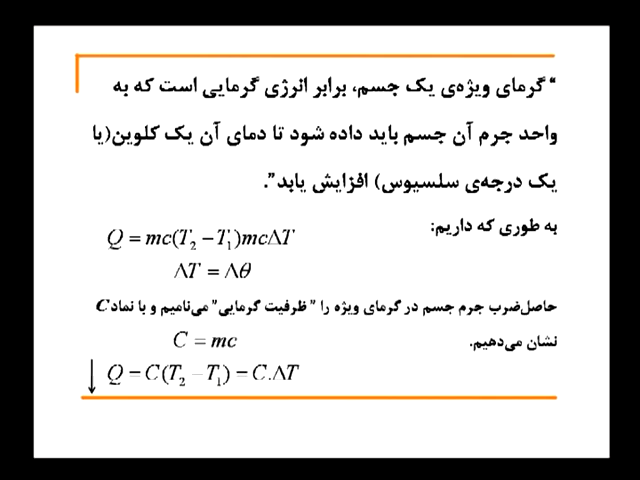 “گرمای ویژه‌ی یک جسم، برابر انرژی گرمایی است که به
واحد جرم آن جسم باید داده شود تا دمای آن یک کلوین(یا
یک درجه‌ی سلسیوس) افزایش یابد”.
به طوری که داریم:
Q = mc(T₂ − T₁)mcΔT
ΔT = Δθ
حاصل‌ضرب جرم جسم در گرمای ویژه را " ظرفیت گرمایی" می‌نامیم و با نماد C
نشان می‌دهیم.
C = mc
↓ Q = C(T₂ − T₁) = C.ΔT